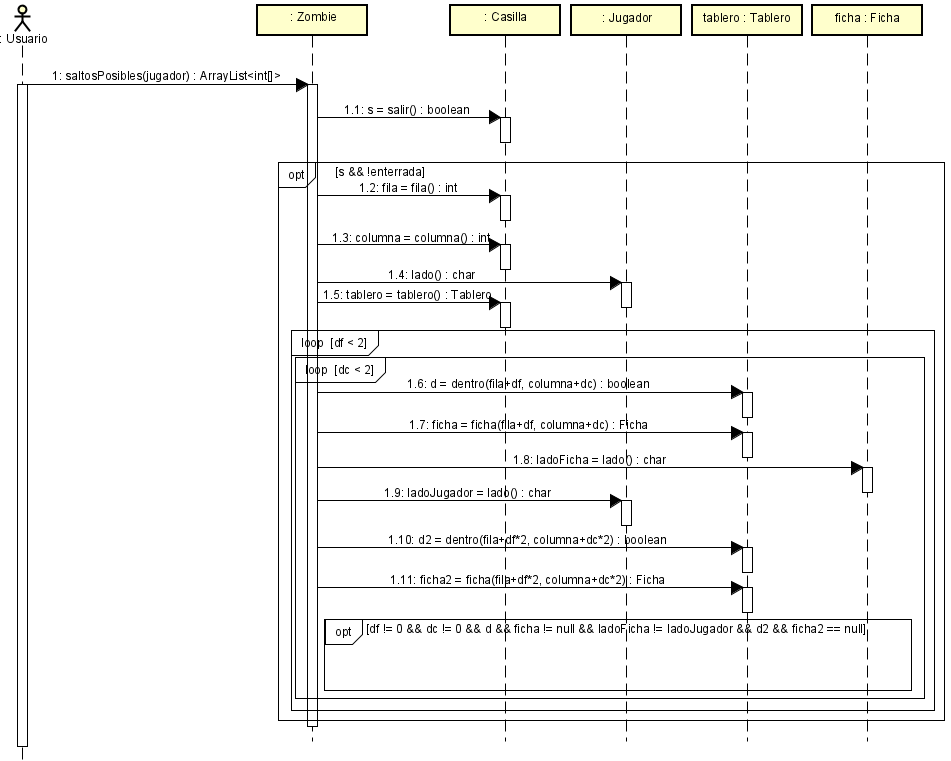 : Zombie
: Casilla
: Jugador
tablero : Tablero
ficha : Ficha
: Usuario
1: saltosPosibles(jugador) : ArrayList<int[]>
1.1: s = salir() : boolean
opt [s && !enterrada]
1.2: fila = fila() : int
1.3: columna = columna() : int
1.4: lado() : char
1.5: tablero = tablero() : Tablero
loop [df < 2]
loop [dc < 2]
1.6: d = dentro(fila+df, columna+dc) : boolean
1.7: ficha = ficha(fila+df, columna+dc) : Ficha
1.8: ladoFicha = lado() : char
1.9: ladoJugador = lado() : char
1.10: d2 = dentro(fila+df*2, columna+dc*2) : boolean
1.11: ficha2 = ficha(fila+df*2, columna+dc*2) : Ficha
opt [df != 0 && dc != 0 && d && ficha != null && ladoFicha != ladoJugador && d2 && ficha2 == null]